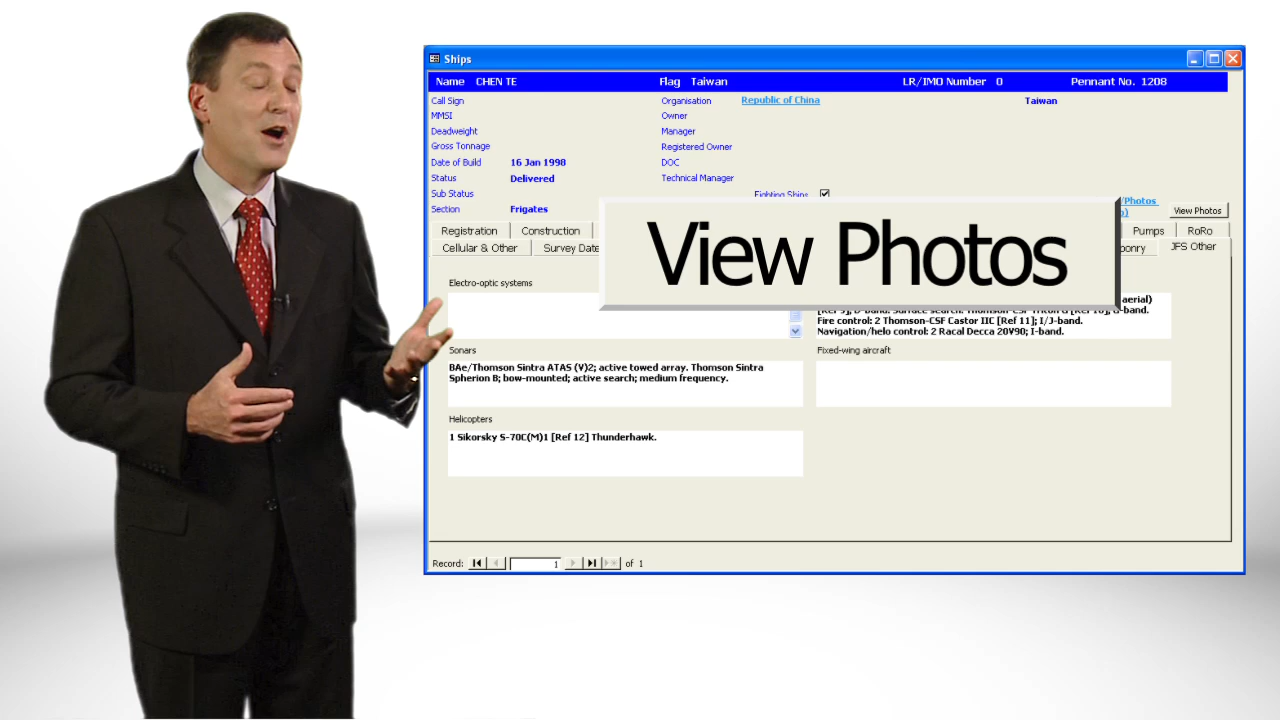 Ships
Name CHEN TE Flag Taiwan LR/IMO Number 0 Pennant No. 1208
Call Sign Organisation Republic of China Taiwan
MMSI Owner
Deadweight Manager
Gross Tonnage Registered Owner
Date of Build 16 Jan 1998 DOC
Status Delivered Technical Manager
Sub Status Fighting Ships
/Photos
Section Frigates View Photos
Registration Construction Pumps RoRo
Cellular & Other Survey Date JFS Other
View Photos
Electro-optic systems
aerial)
Fire control: 2 Thomson-CSF Castor IIC [Ref 11]; I/J-band.
Navigation/helo control: 2 Racal Decca 20V90; I-band.
Sonars Fixed-wing aircraft
BAe/Thomson Sintra ATAS (V)2; active towed array. Thomson Sintra
Spherion B; bow-mounted; active search; medium frequency.
Helicopters
1 Sikorsky S-70C(M)1 [Ref 12] Thunderhawk.
Record: 1 of 1